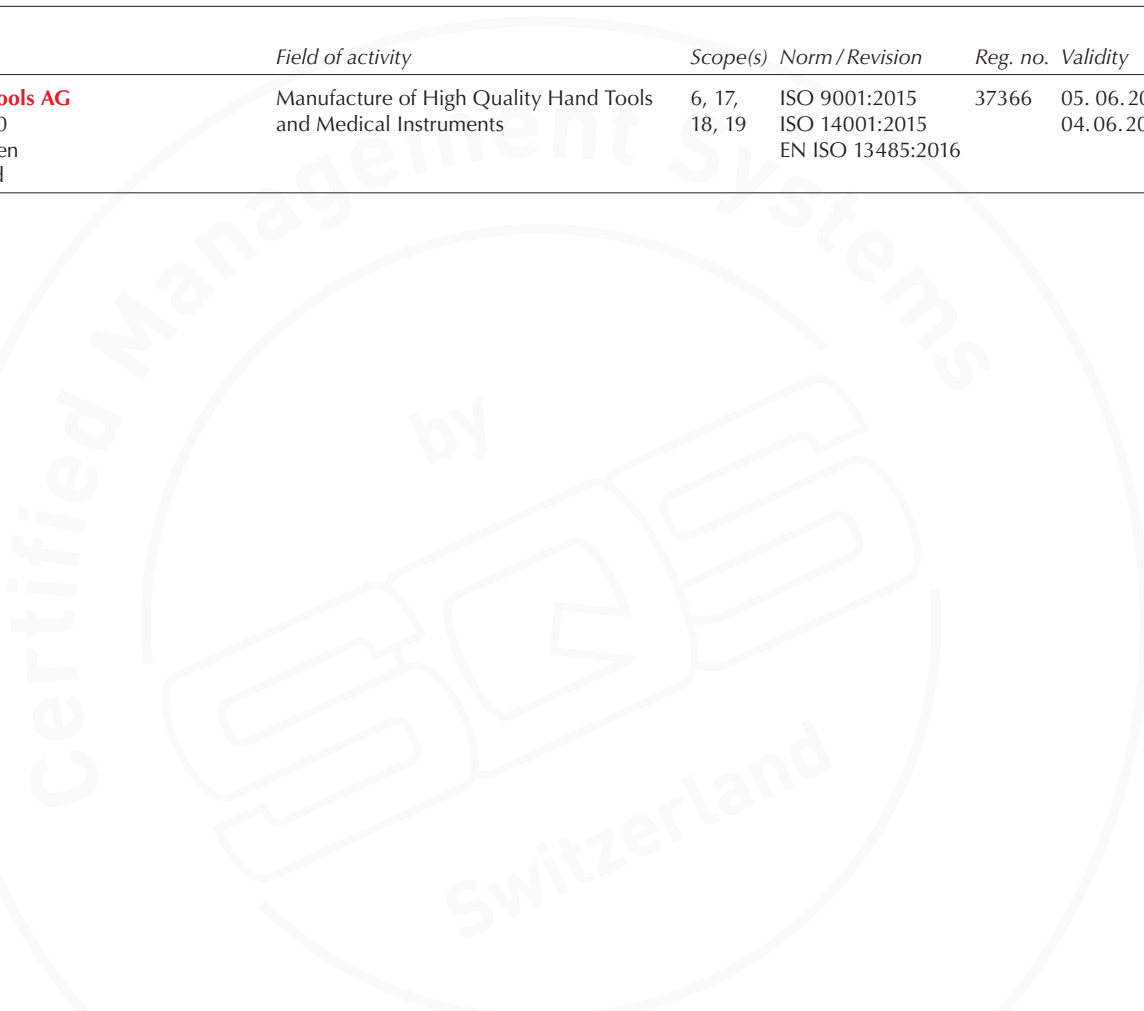 Field of activity Scope(s) Norm / Revision Reg. no. Validity
ools AG Manufacture of High Quality Hand Tools 6, 17, ISO 9001:2015 37366 05. 06. 20
0 and Medical Instruments 18, 19 ISO 14001:2015 04. 06. 20
en EN ISO 13485:2016
d
Certified Management Systems
by
SQS
Switzerland